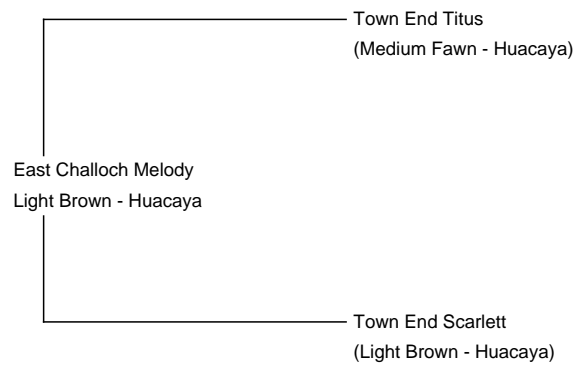 Town End Titus
(Medium Fawn - Huacaya)
East Challoch Melody
Light Brown - Huacaya
Town End Scarlett
(Light Brown - Huacaya)